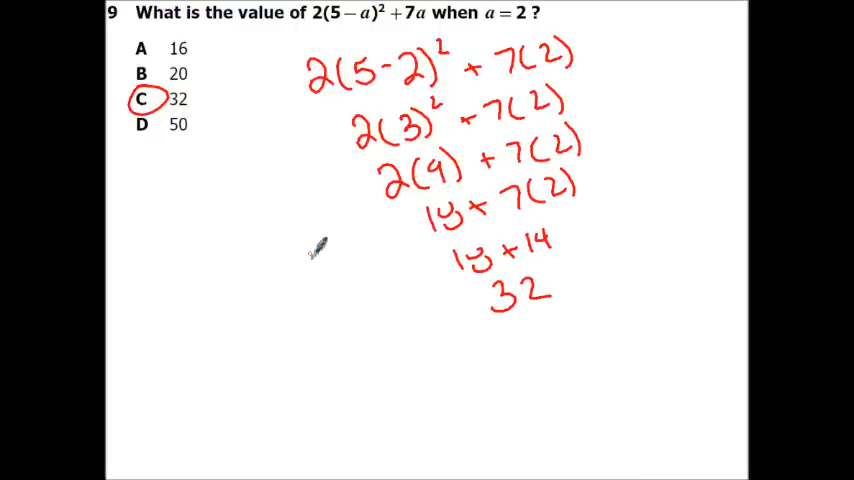 9 What is the value of 2(5 − a)² + 7a when a = 2 ?
A 16
B 20
C 32
D 50
2(5-2)² + 7(2)
2(3)² + 7(2)
2(9) + 7(2)
18 + 7(2)
18 + 14
32